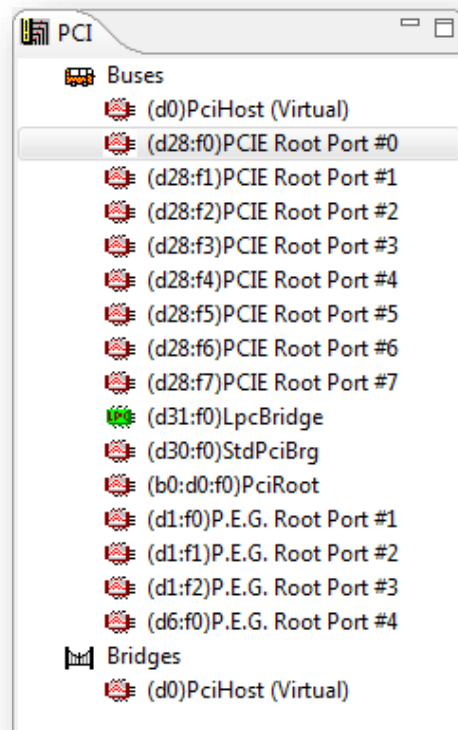 PCI
Buses
(d0)PciHost (Virtual)
(d28:f0)PCIE Root Port #0
(d28:f1)PCIE Root Port #1
(d28:f2)PCIE Root Port #2
(d28:f3)PCIE Root Port #3
(d28:f4)PCIE Root Port #4
(d28:f5)PCIE Root Port #5
(d28:f6)PCIE Root Port #6
(d28:f7)PCIE Root Port #7
LPC (d31:f0)LpcBridge
(d30:f0)StdPciBrg
(b0:d0:f0)PciRoot
(d1:f0)P.E.G. Root Port #1
(d1:f1)P.E.G. Root Port #2
(d1:f2)P.E.G. Root Port #3
(d6:f0)P.E.G. Root Port #4
Bridges
(d0)PciHost (Virtual)